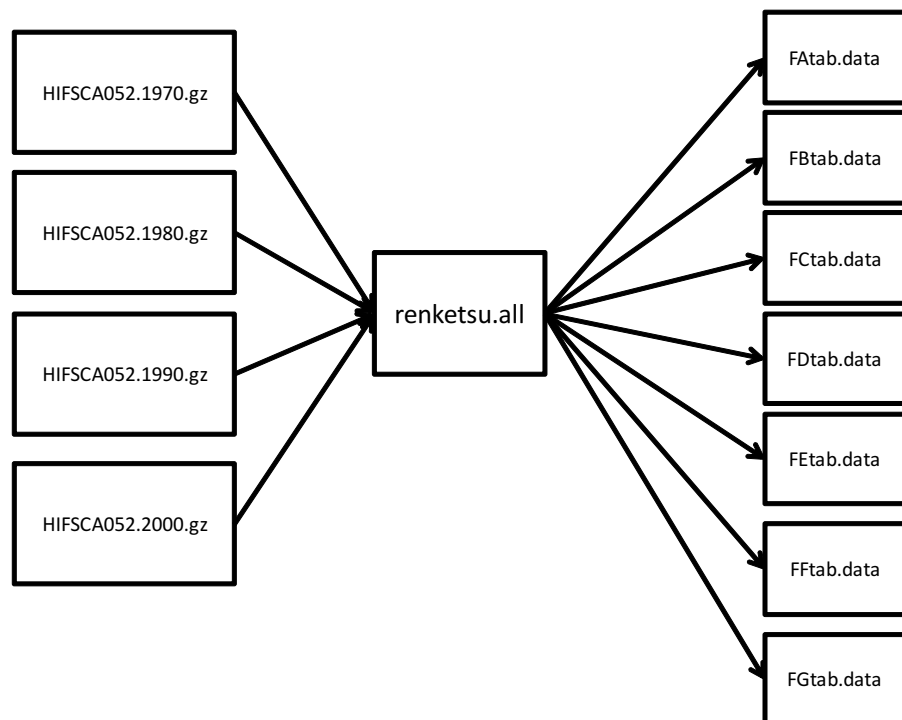 HIFSCA052.1970.gz
HIFSCA052.1980.gz
HIFSCA052.1990.gz
HIFSCA052.2000.gz
renketsu.all
FAtab.data
FBtab.data
FCtab.data
FDtab.data
FEtab.data
FFtab.data
FGtab.data